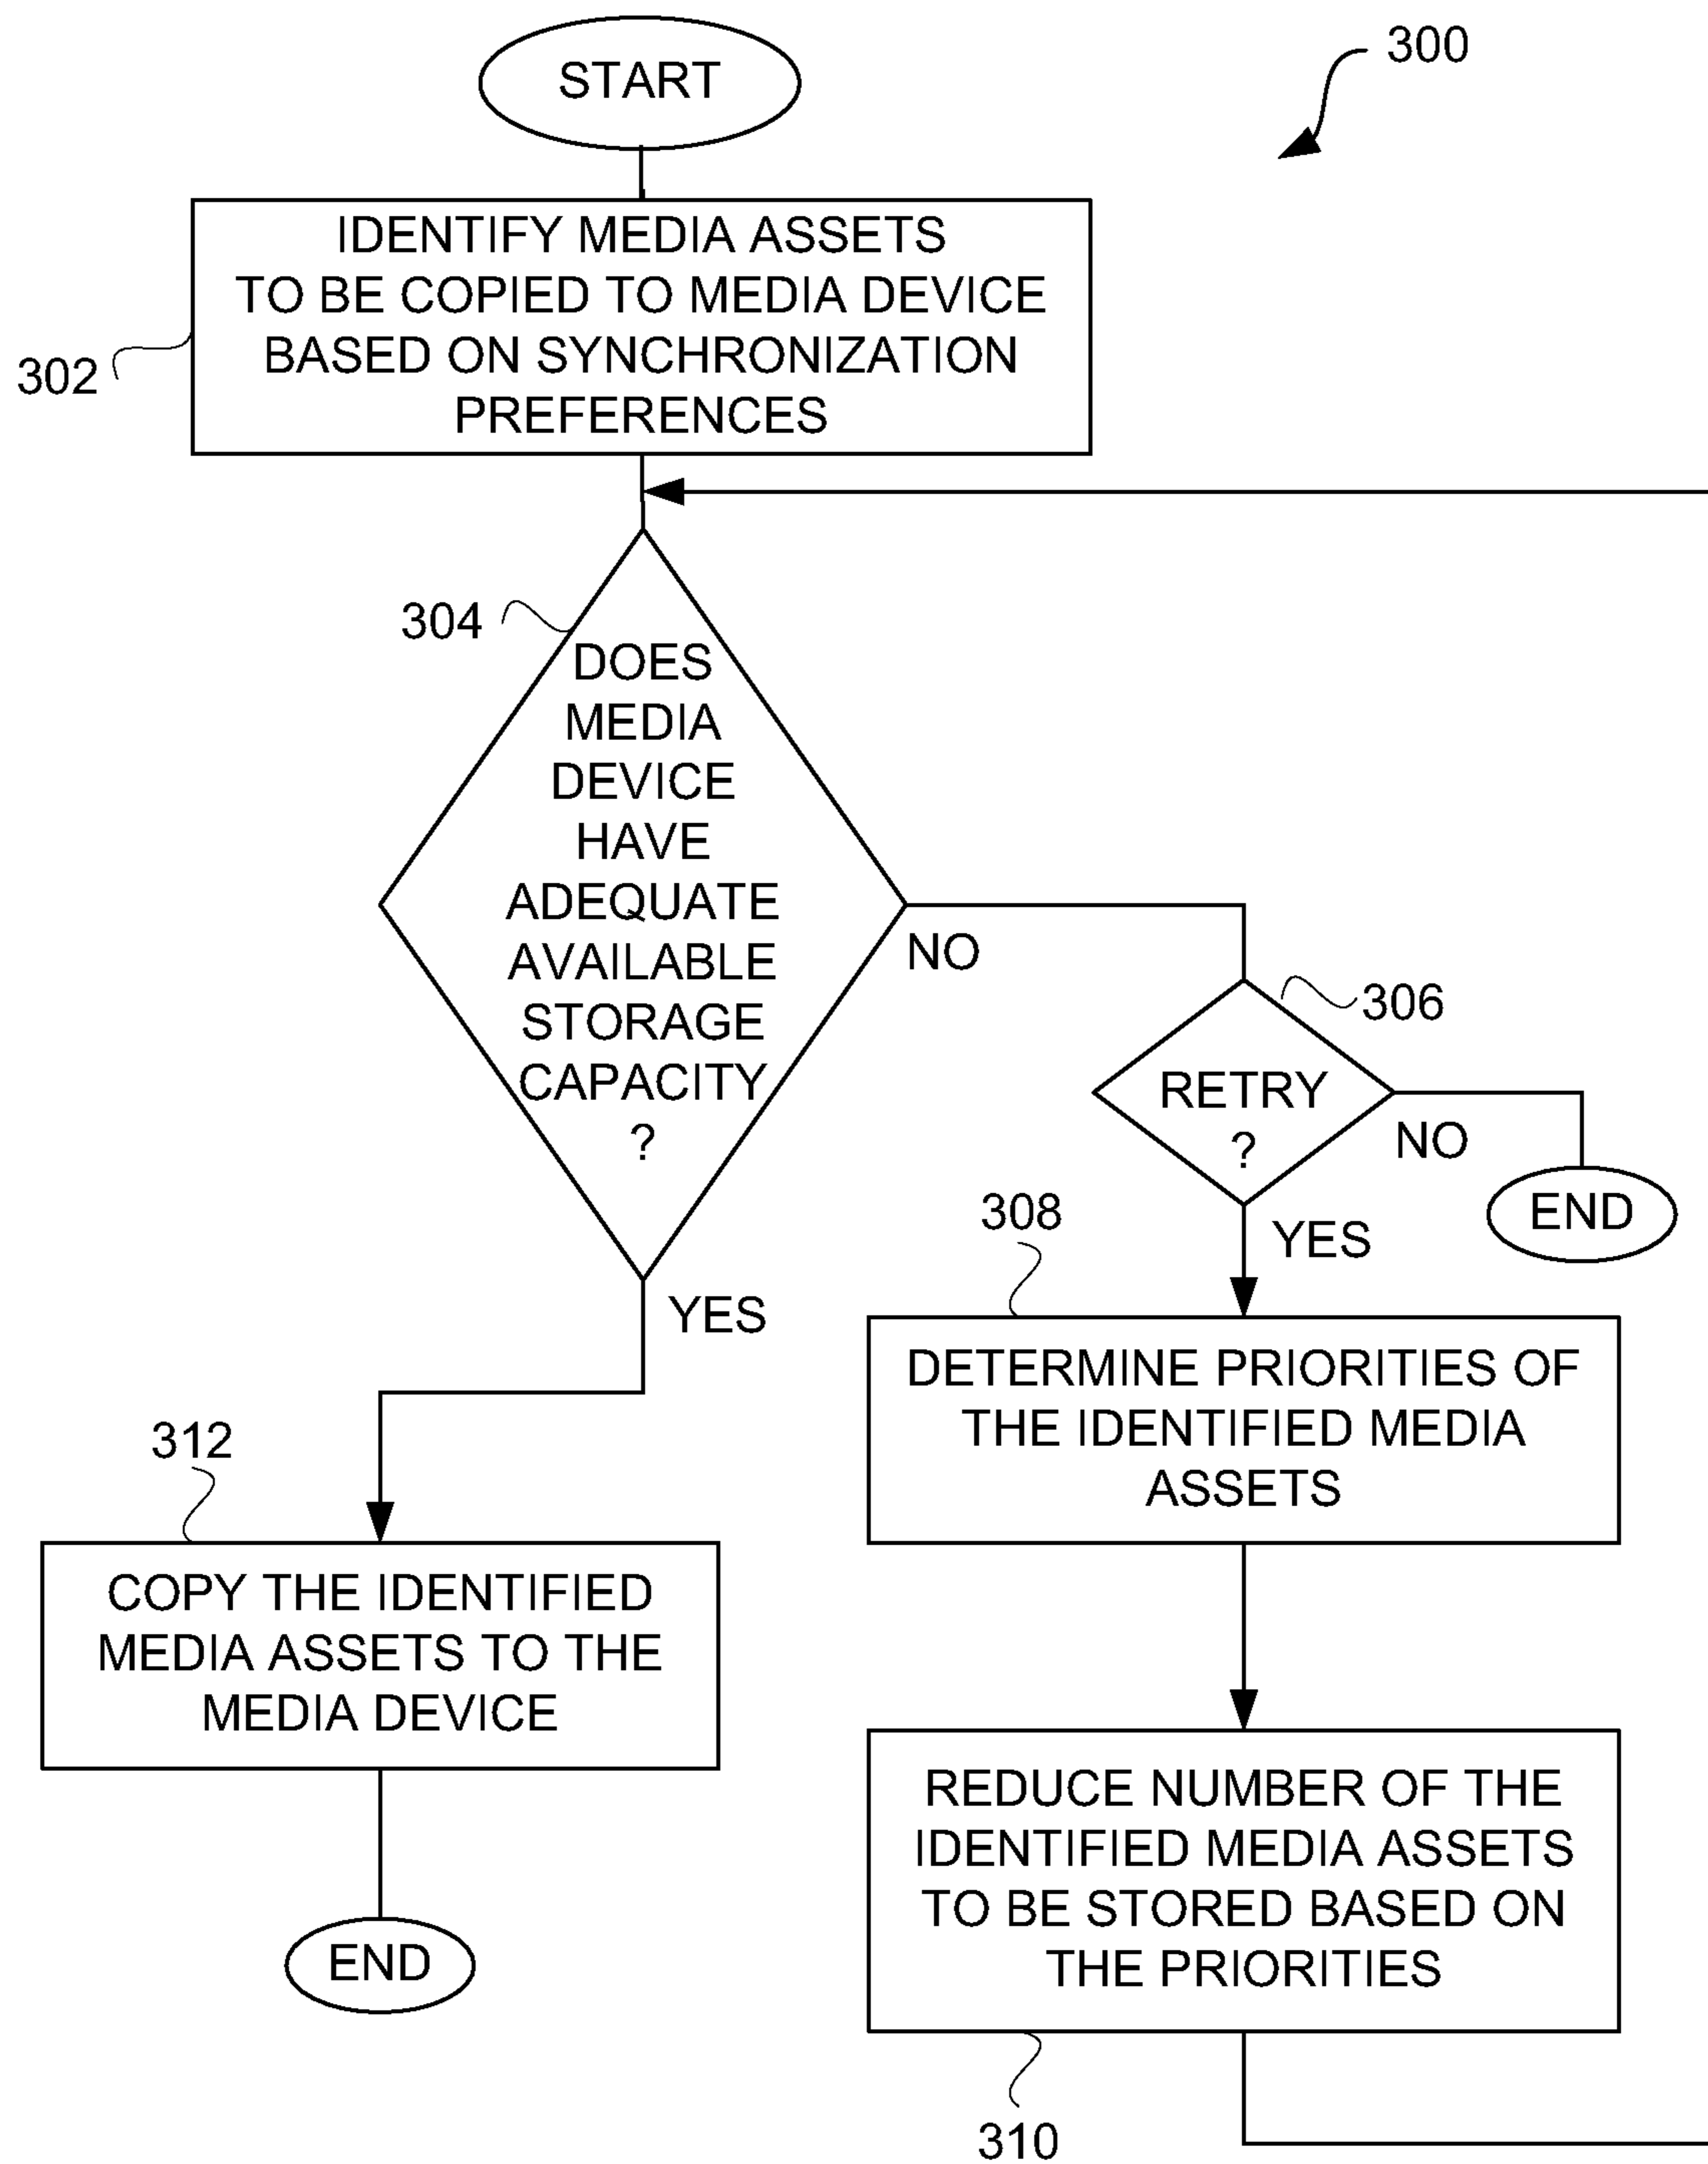 START
300
IDENTIFY MEDIA ASSETS
TO BE COPIED TO MEDIA DEVICE
BASED ON SYNCHRONIZATION
PREFERENCES
302
304
DOES
MEDIA
DEVICE
HAVE
ADEQUATE
AVAILABLE
STORAGE
CAPACITY
?
NO
306
RETRY
?
NO
END
YES
308
DETERMINE PRIORITIES OF
THE IDENTIFIED MEDIA
ASSETS
YES
312
COPY THE IDENTIFIED
MEDIA ASSETS TO THE
MEDIA DEVICE
END
REDUCE NUMBER OF THE
IDENTIFIED MEDIA ASSETS
TO BE STORED BASED ON
THE PRIORITIES
310